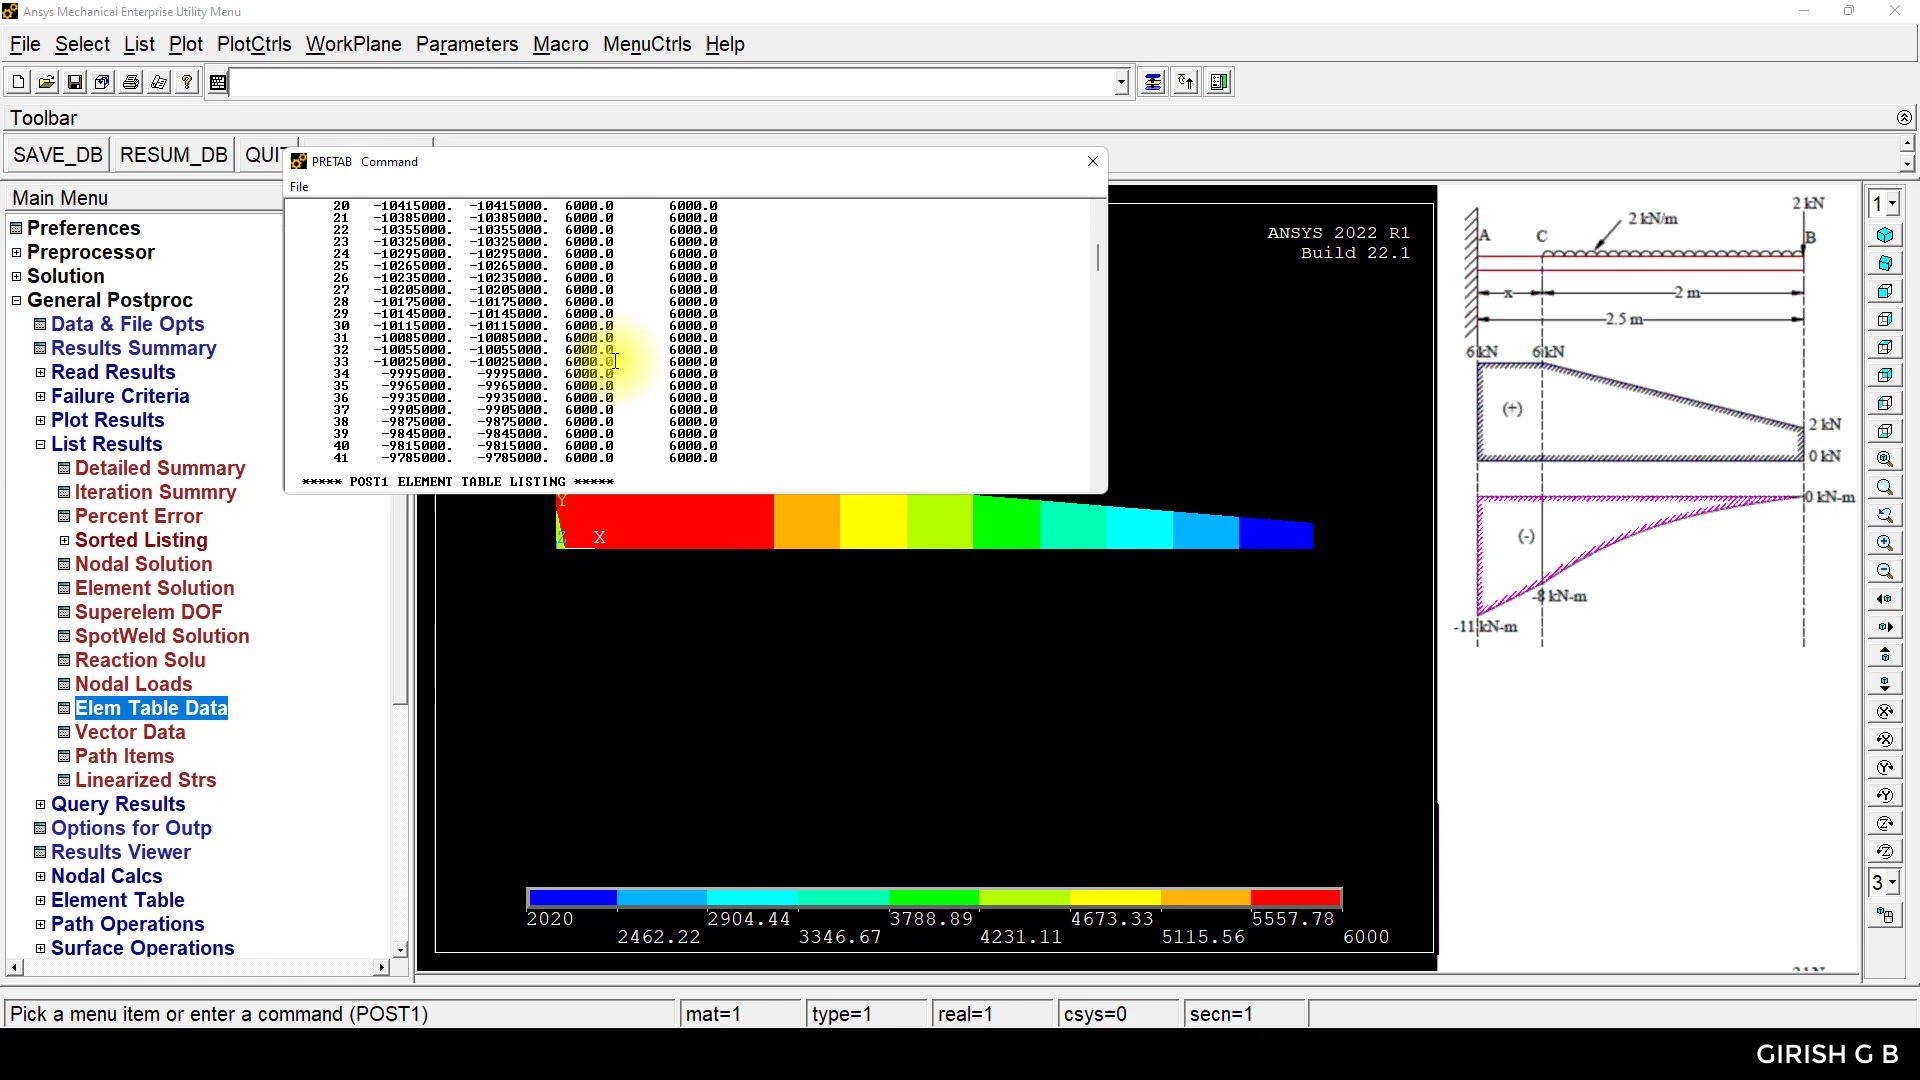 Ansys Mechanical Enterprise Utility Menu
File Select List Plot PlotCtrls WorkPlane Parameters Macro MenuCtrls Help
Toolbar
SAVE_DB RESUM_DB QUIT
PRETAB Command
File
20 -10415000. -10415000. 6000.0 6000.0
21 -10385000. -10385000. 6000.0 6000.0
22 -10355000. -10355000. 6000.0 6000.0
23 -10325000. -10325000. 6000.0 6000.0
24 -10295000. -10295000. 6000.0 6000.0
25 -10265000. -10265000. 6000.0 6000.0
26 -10235000. -10235000. 6000.0 6000.0
27 -10205000. -10205000. 6000.0 6000.0
28 -10175000. -10175000. 6000.0 6000.0
29 -10145000. -10145000. 6000.0 6000.0
30 -10115000. -10115000. 6000.0 6000.0
31 -10085000. -10085000. 6000.0 6000.0
32 -10055000. -10055000. 6000.0 6000.0
33 -10025000. -10025000. 6000.0 6000.0
34 -9995000. -9995000. 6000.0 6000.0
35 -9965000. -9965000. 6000.0 6000.0
36 -9935000. -9935000. 6000.0 6000.0
37 -9905000. -9905000. 6000.0 6000.0
38 -9875000. -9875000. 6000.0 6000.0
39 -9845000. -9845000. 6000.0 6000.0
40 -9815000. -9815000. 6000.0 6000.0
41 -9785000. -9785000. 6000.0 6000.0
***** POST1 ELEMENT TABLE LISTING *****
Main Menu
Preferences
Preprocessor
Solution
General Postproc
Data & File Opts
Results Summary
Read Results
Failure Criteria
Plot Results
List Results
Detailed Summary
Iteration Summry
Percent Error
Sorted Listing
Nodal Solution
Element Solution
Superelem DOF
SpotWeld Solution
Reaction Solu
Nodal Loads
Elem Table Data
Vector Data
Path Items
Linearized Strs
Query Results
Options for Outp
Results Viewer
Nodal Calcs
Element Table
Path Operations
Surface Operations
ANSYS 2022 R1
Build 22.1
Y
Z X
2020 2904.44 3788.89 4673.33 5557.78
2462.22 3346.67 4231.11 5115.56 6000
2 kN
2 kN/m
A C B
x 2 m
2.5 m
6 kN 6 kN
(+)
2 kN
0 kN
0 kN-m
(-)
-8 kN-m
-11 kN-m
1
3
Pick a menu item or enter a command (POST1) mat=1 type=1 real=1 csys=0 secn=1
GIRISH G B